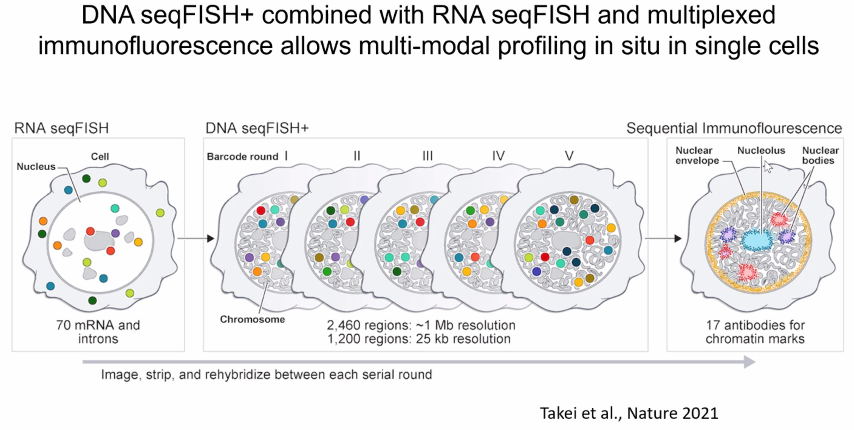 DNA seqFISH+ combined with RNA seqFISH and multiplexed
immunofluorescence allows multi-modal profiling in situ in single cells
RNA seqFISH
Nucleus
Cell
70 mRNA and
introns
DNA seqFISH+
Barcode round I II III IV V
Chromosome
2,460 regions: ~1 Mb resolution
1,200 regions: 25 kb resolution
Sequential Immunoflourescence
Nuclear
envelope
Nucleolus
Nuclear
bodies
17 antibodies for
chromatin marks
Image, strip, and rehybridize between each serial round
Takei et al., Nature 2021